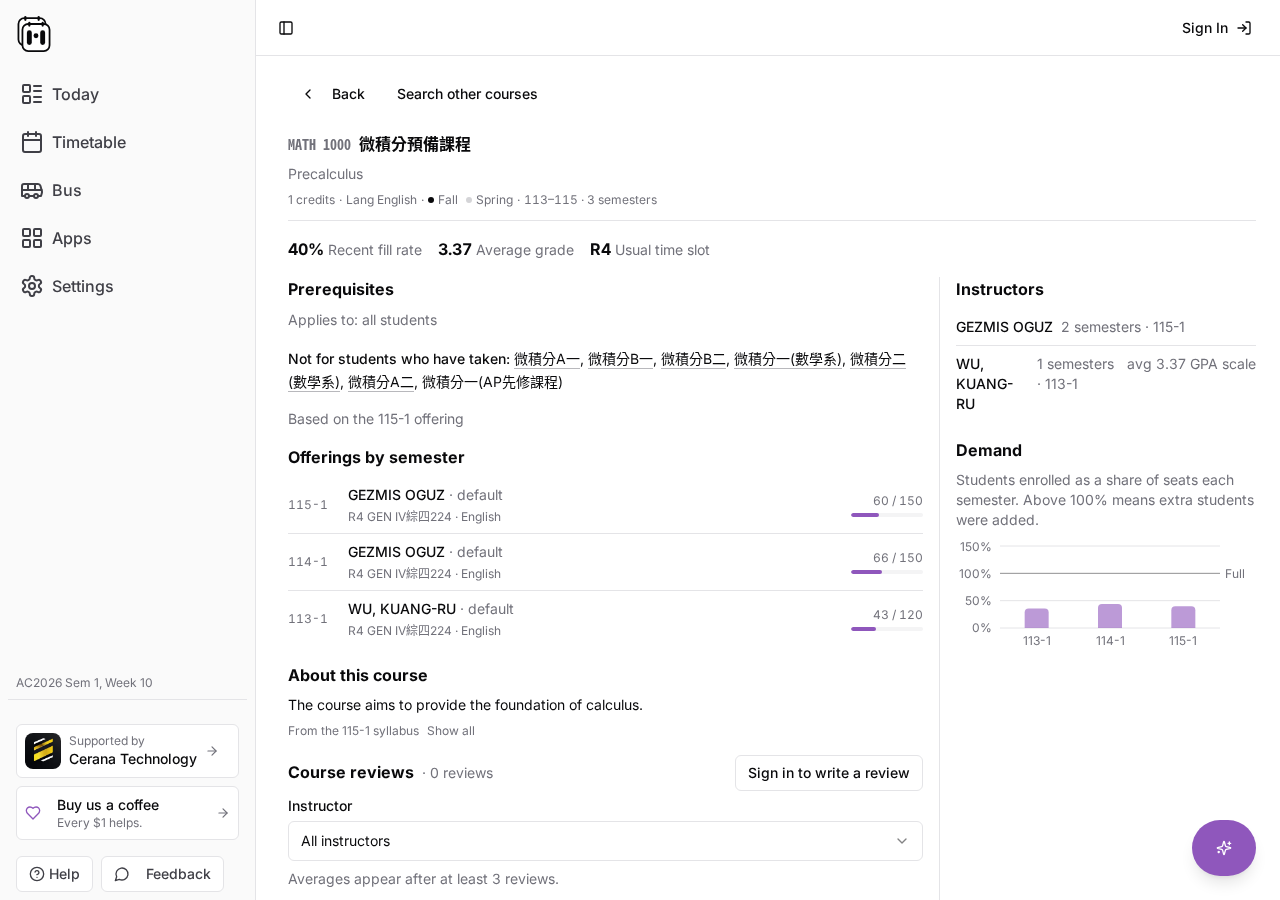 Sign In
Today
Timetable
Bus
Apps
Settings
AC2026 Sem 1, Week 10
Supported by
Cerana Technology
Buy us a coffee
Every $1 helps.
Help
Feedback
Back
Search other courses
MATH 1000 微積分預備課程
Precalculus
1 credits · Lang English · Fall Spring · 113–115 · 3 semesters
40% Recent fill rate 3.37 Average grade R4 Usual time slot
Prerequisites
Applies to: all students
Not for students who have taken: 微積分A一, 微積分B一, 微積分B二, 微積分一(數學系), 微積分二
(數學系), 微積分A二, 微積分一(AP先修課程)
Based on the 115-1 offering
Offerings by semester
115-1
GEZMIS OGUZ · default
R4 GEN IV綜四224 · English
60 / 150
114-1
GEZMIS OGUZ · default
R4 GEN IV綜四224 · English
66 / 150
113-1
WU, KUANG-RU · default
R4 GEN IV綜四224 · English
43 / 120
About this course
The course aims to provide the foundation of calculus.
From the 115-1 syllabus Show all
Course reviews · 0 reviews
Sign in to write a review
Instructor
All instructors
Averages appear after at least 3 reviews.
Instructors
GEZMIS OGUZ 2 semesters · 115-1
WU, 1 semesters avg 3.37 GPA scale
KUANG- · 113-1
RU
Demand
Students enrolled as a share of seats each
semester. Above 100% means extra students
were added.
150%
100% Full
50%
0%
113-1 114-1 115-1